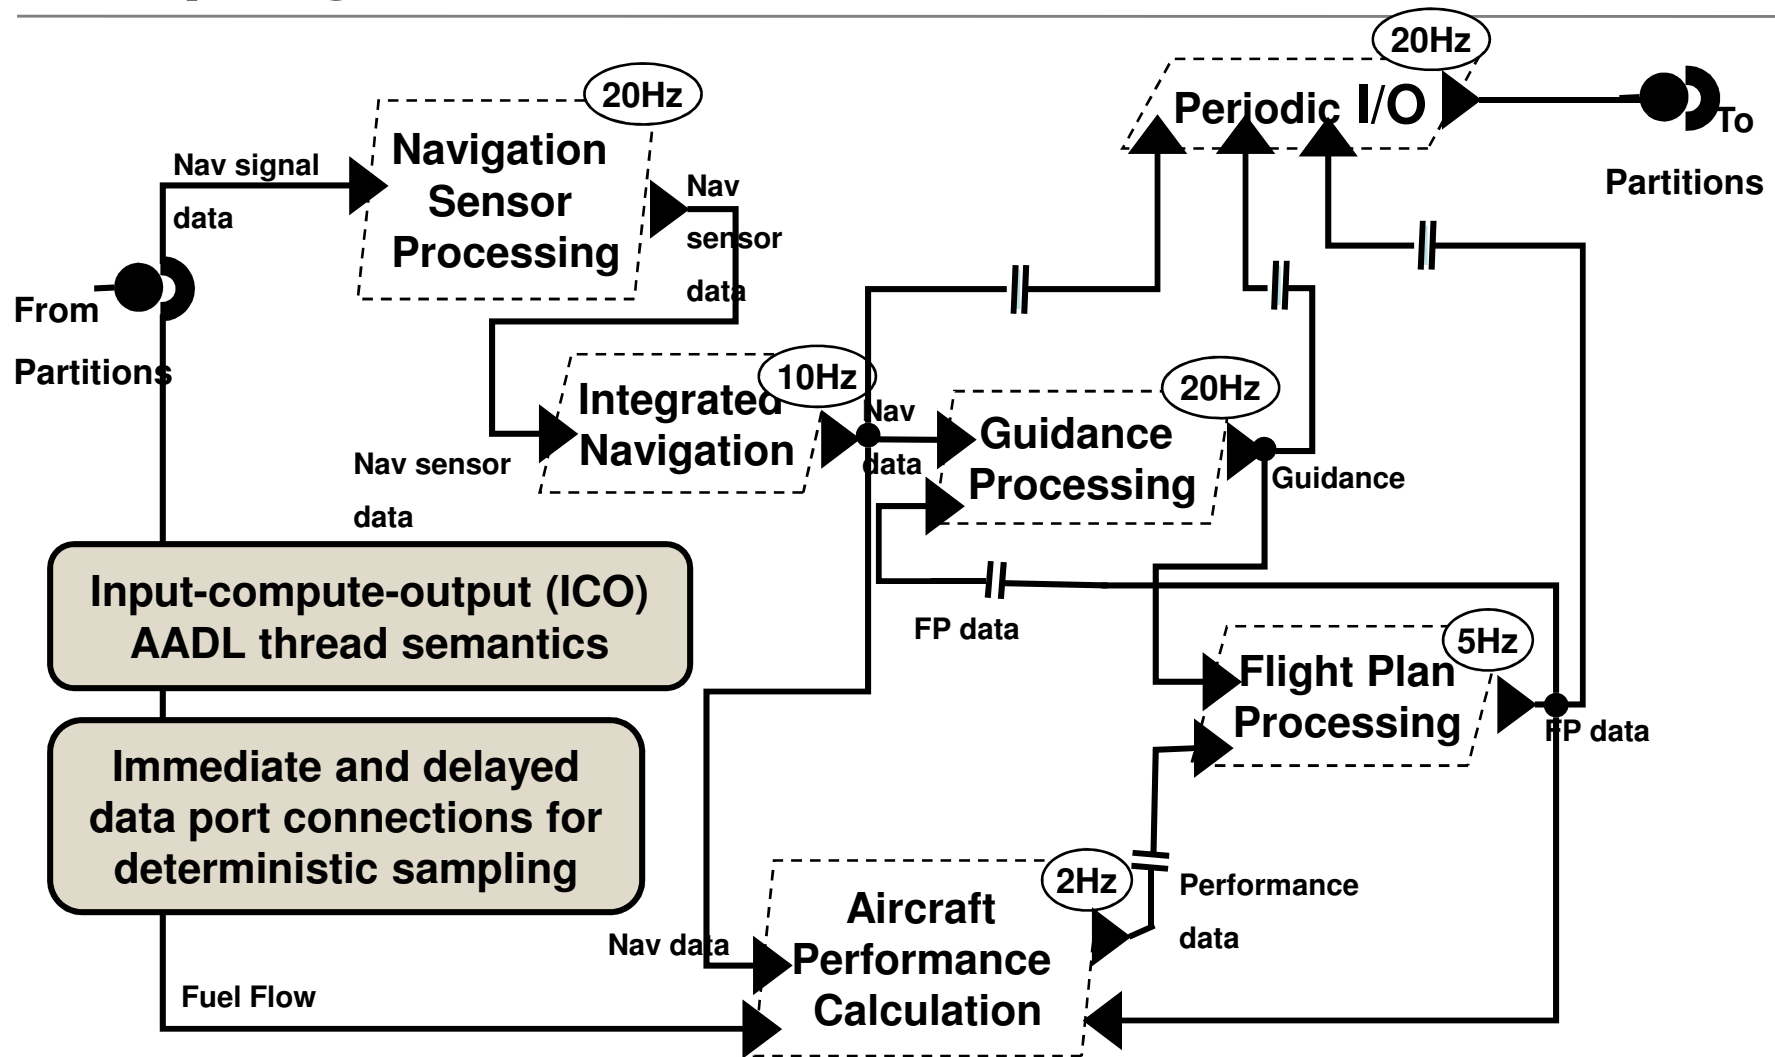 20Hz
Periodic I/O
To
Partitions
20Hz
Navigation
Sensor
Processing
Nav signal
data
Nav
sensor
data
From
Partitions
10Hz
Integrated
Navigation
Nav sensor
data
Nav
data
20Hz
Guidance
Processing
Guidance
FP data
Input-compute-output (ICO)
AADL thread semantics
5Hz
Flight Plan
Processing
FP data
Immediate and delayed
data port connections for
deterministic sampling
2Hz
Aircraft
Performance
Calculation
Performance
data
Nav data
Fuel Flow